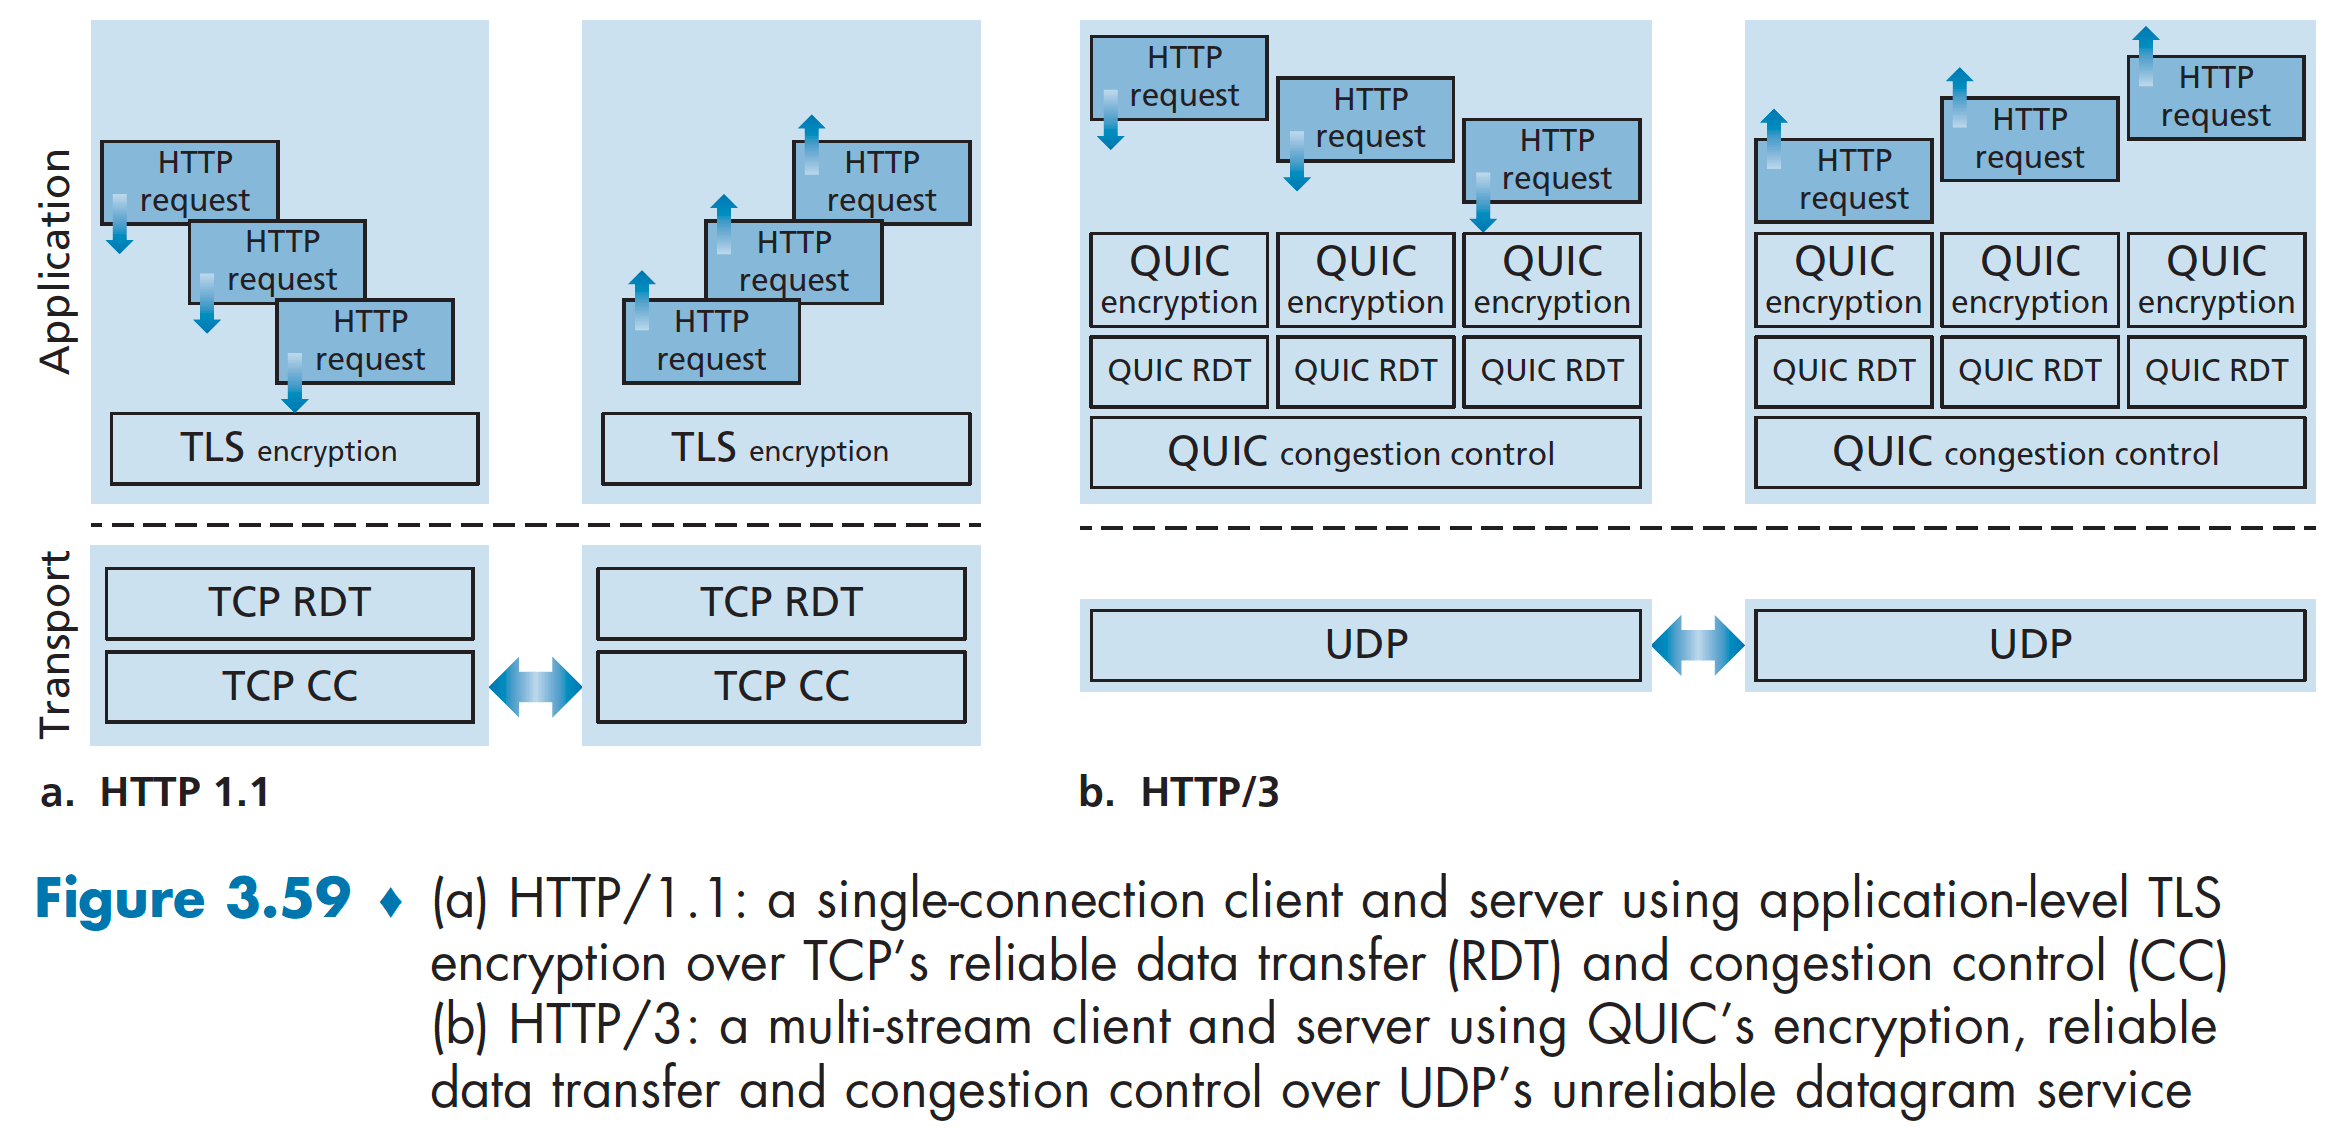 Application
HTTP
request
HTTP
request
HTTP
request
TLS encryption
HTTP
request
HTTP
request
HTTP
request
TLS encryption
Transport
TCP RDT
TCP CC
TCP RDT
TCP CC
a. HTTP 1.1
HTTP
request
HTTP
request
HTTP
request
QUIC
encryption
QUIC
encryption
QUIC
encryption
QUIC RDT
QUIC RDT
QUIC RDT
QUIC congestion control
HTTP
request
HTTP
request
HTTP
request
QUIC
encryption
QUIC
encryption
QUIC
encryption
QUIC RDT
QUIC RDT
QUIC RDT
QUIC congestion control
UDP
UDP
b. HTTP/3
Figure 3.59 ♦ (a) HTTP/1.1: a single-connection client and server using application-level TLS
encryption over TCP’s reliable data transfer (RDT) and congestion control (CC)
(b) HTTP/3: a multi-stream client and server using QUIC’s encryption, reliable
data transfer and congestion control over UDP’s unreliable datagram service